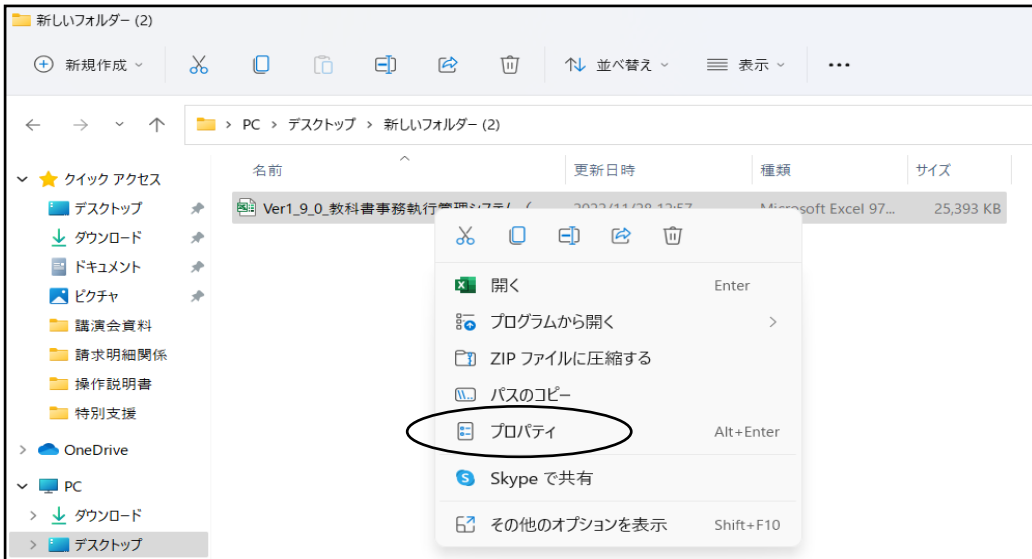 新しいフォルダー (2)
新規作成 並べ替え 表示
PC デスクトップ 新しいフォルダー (2)
名前 更新日時 種類 サイズ
クイック アクセス
デスクトップ
ダウンロード
ドキュメント
ピクチャ
講演会資料
請求明細関係
操作説明書
特別支援
OneDrive
PC
ダウンロード
デスクトップ
Ver1_9_0_教科書事務執行管理システム ( Microsoft Excel 97... 25,393 KB
開く Enter
プログラムから開く
ZIP ファイルに圧縮する
パスのコピー
プロパティ Alt+Enter
Skype で共有
その他のオプションを表示 Shift+F10